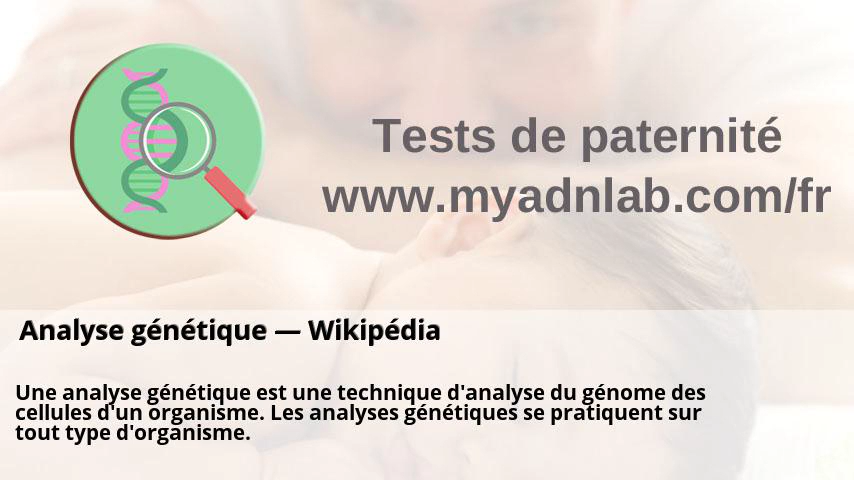 Tests de paternité
www.myadnlab.com/fr
Analyse génétique — Wikipédia
Une analyse génétique est une technique d'analyse du génome des
cellules d'un organisme. Les analyses génétiques se pratiquent sur
tout type d'organisme.